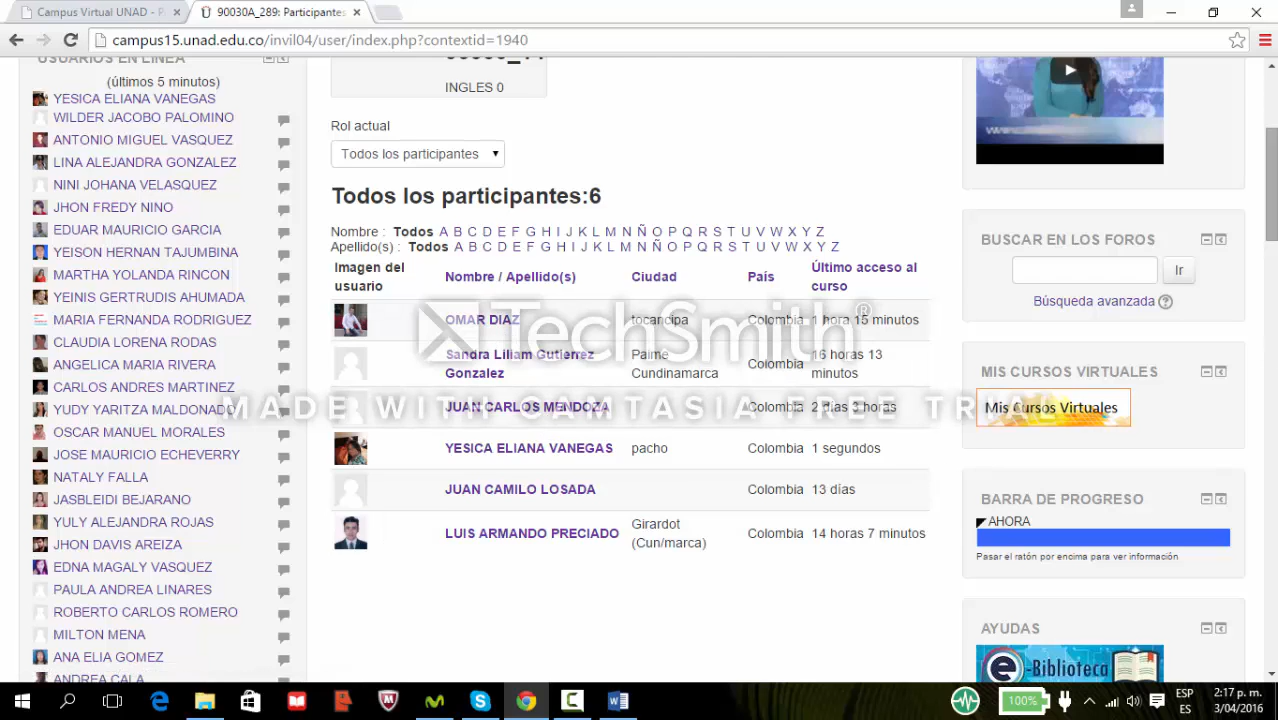 Campus Virtual UNAD - P
90030A_289: Participantes
campus15.unad.edu.co/invil04/user/index.php?contextid=1940
USUARIOS EN LÍNEA
(últimos 5 minutos)
YESICA ELIANA VANEGAS
WILDER JACOBO PALOMINO
ANTONIO MIGUEL VASQUEZ
LINA ALEJANDRA GONZALEZ
NINI JOHANA VELASQUEZ
JHON FREDY NINO
EDUAR MAURICIO GARCIA
YEISON HERNAN TAJUMBINA
MARTHA YOLANDA RINCON
YEINIS GERTRUDIS AHUMADA
MARIA FERNANDA RODRIGUEZ
CLAUDIA LORENA RODAS
ANGELICA MARIA RIVERA
CARLOS ANDRES MARTINEZ
YUDY YARITZA MALDONADO
OSCAR MANUEL MORALES
JOSE MAURICIO ECHEVERRY
NATALY FALLA
JASBLEIDI BEJARANO
YULY ALEJANDRA ROJAS
JHON DAVIS AREIZA
EDNA MAGALY VASQUEZ
PAULA ANDREA LINARES
ROBERTO CARLOS ROMERO
MILTON MENA
ANA ELIA GOMEZ
ANDREA CALA
INGLES 0
Rol actual
Todos los participantes
Todos los participantes:6
Nombre : Todos A B C D E F G H I J K L M N Ñ O P Q R S T U V W X Y Z
Apellido(s) : Todos A B C D E F G H I J K L M N Ñ O P Q R S T U V W X Y Z
Imagen del usuario Nombre / Apellido(s) Ciudad País Último acceso al curso
OMAR DIAZ tocancipa Colombia 1 hora 15 minutos
Sandra Liliam Gutierrez Gonzalez Paime Cundinamarca Colombia 16 horas 13 minutos
JUAN CARLOS MENDOZA Colombia 2 días 3 horas
YESICA ELIANA VANEGAS pacho Colombia 1 segundos
JUAN CAMILO LOSADA Colombia 13 días
LUIS ARMANDO PRECIADO Girardot (Cun/marca) Colombia 14 horas 7 minutos
TechSmith®
MADE WITH CAMTASIA FREE TRIAL
BUSCAR EN LOS FOROS
Ir
Búsqueda avanzada
MIS CURSOS VIRTUALES
Mis Cursos Virtuales
BARRA DE PROGRESO
AHORA
Pasar el ratón por encima para ver información
AYUDAS
e-Biblioteca
100%
ESP
ES
2:17 p. m.
3/04/2016